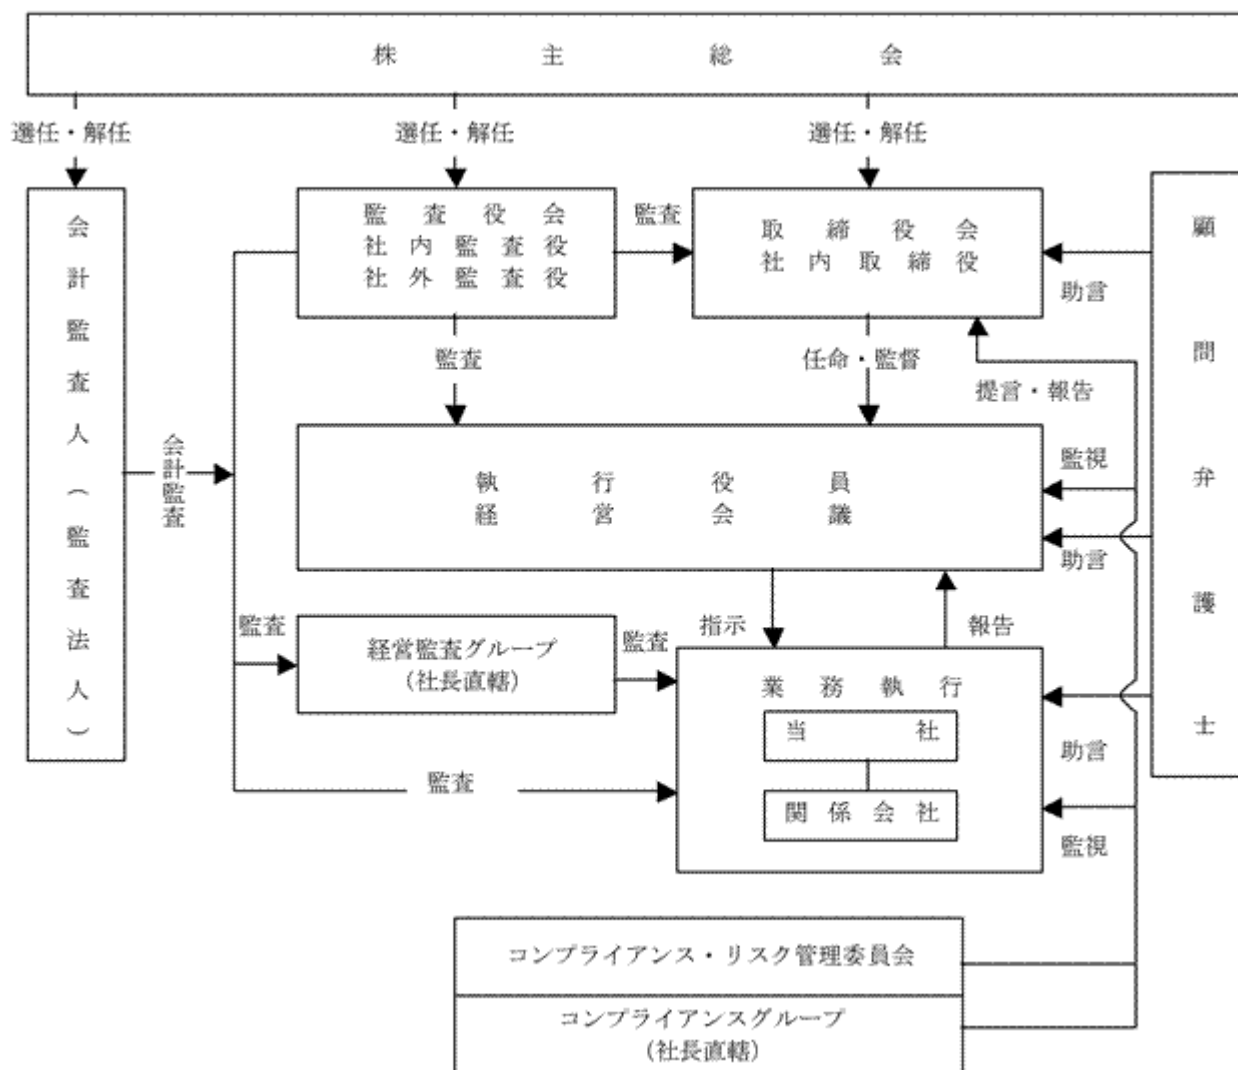 株主総会
選任・解任
選任・解任
選任・解任
会計監査人（監査法人）
監査役会
社内監査役
社外監査役
監査
取締役会
社内取締役
助言
顧問弁護士
監査
任命・監督
提言・報告
会計監査
執行役員
経営会議
監視
助言
監査
経営監査グループ
（社長直轄）
監査
指示
報告
業務執行
当社
関係会社
助言
監視
監査
コンプライアンス・リスク管理委員会
コンプライアンスグループ
（社長直轄）